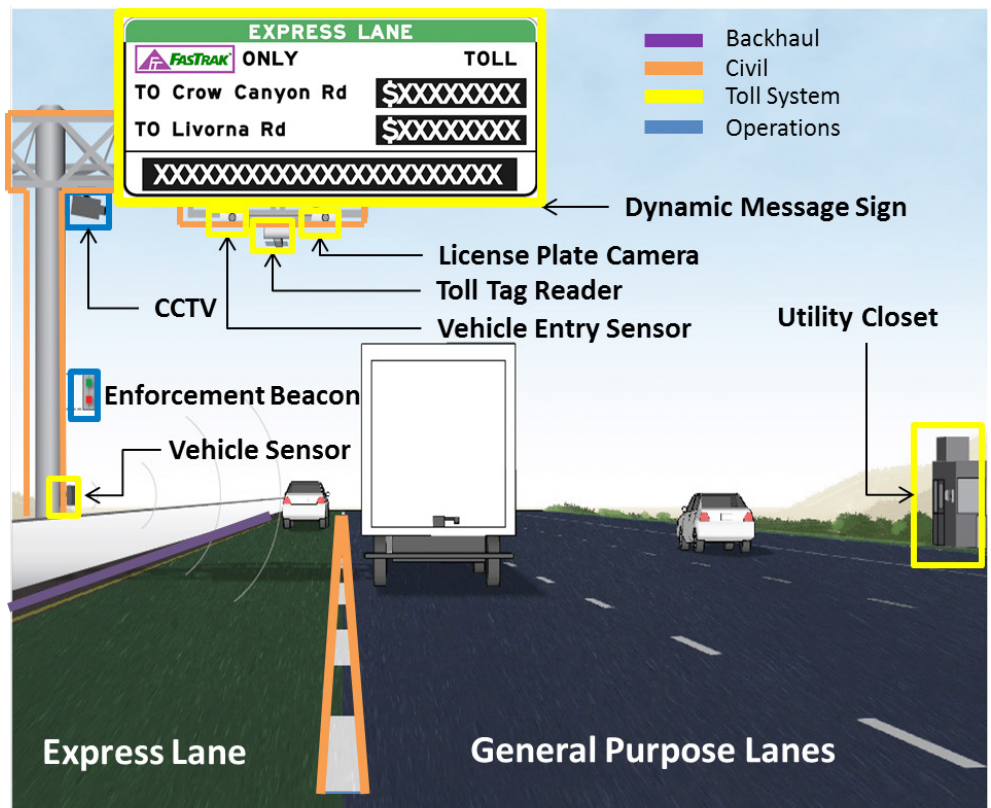 EXPRESS LANE
FT FASTRAK ONLY TOLL
TO Crow Canyon Rd $XXXXXXXX
TO Livorna Rd $XXXXXXXX
XXXXXXXXXXXXXXXXXXXXXXX
Backhaul
Civil
Toll System
Operations
Dynamic Message Sign
License Plate Camera
Toll Tag Reader
CCTV
Vehicle Entry Sensor
Utility Closet
Enforcement Beacon
Vehicle Sensor
Express Lane
General Purpose Lanes